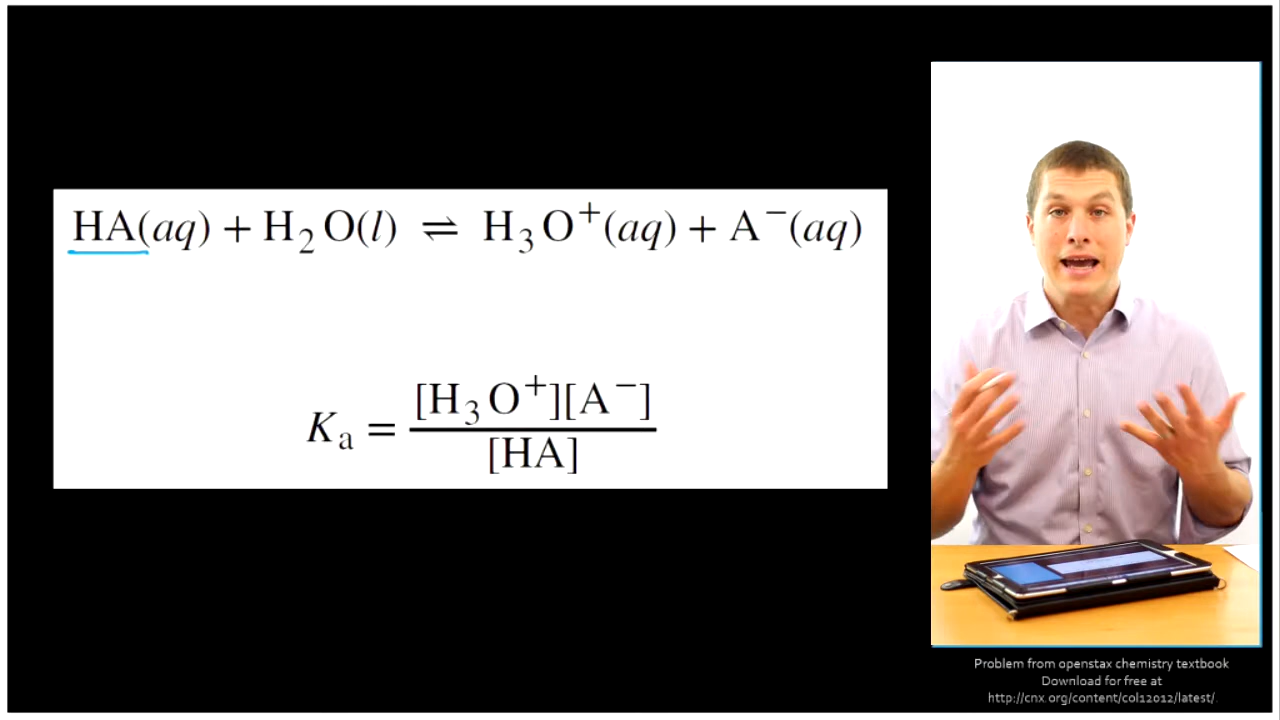 HA(aq) + H₂O(l) ⇌ H₃O⁺(aq) + A⁻(aq)
Kₐ = [H₃O⁺][A⁻] / [HA]
Problem from openstax chemistry textbook
Download for free at
http://cnx.org/content/col12012/latest/.